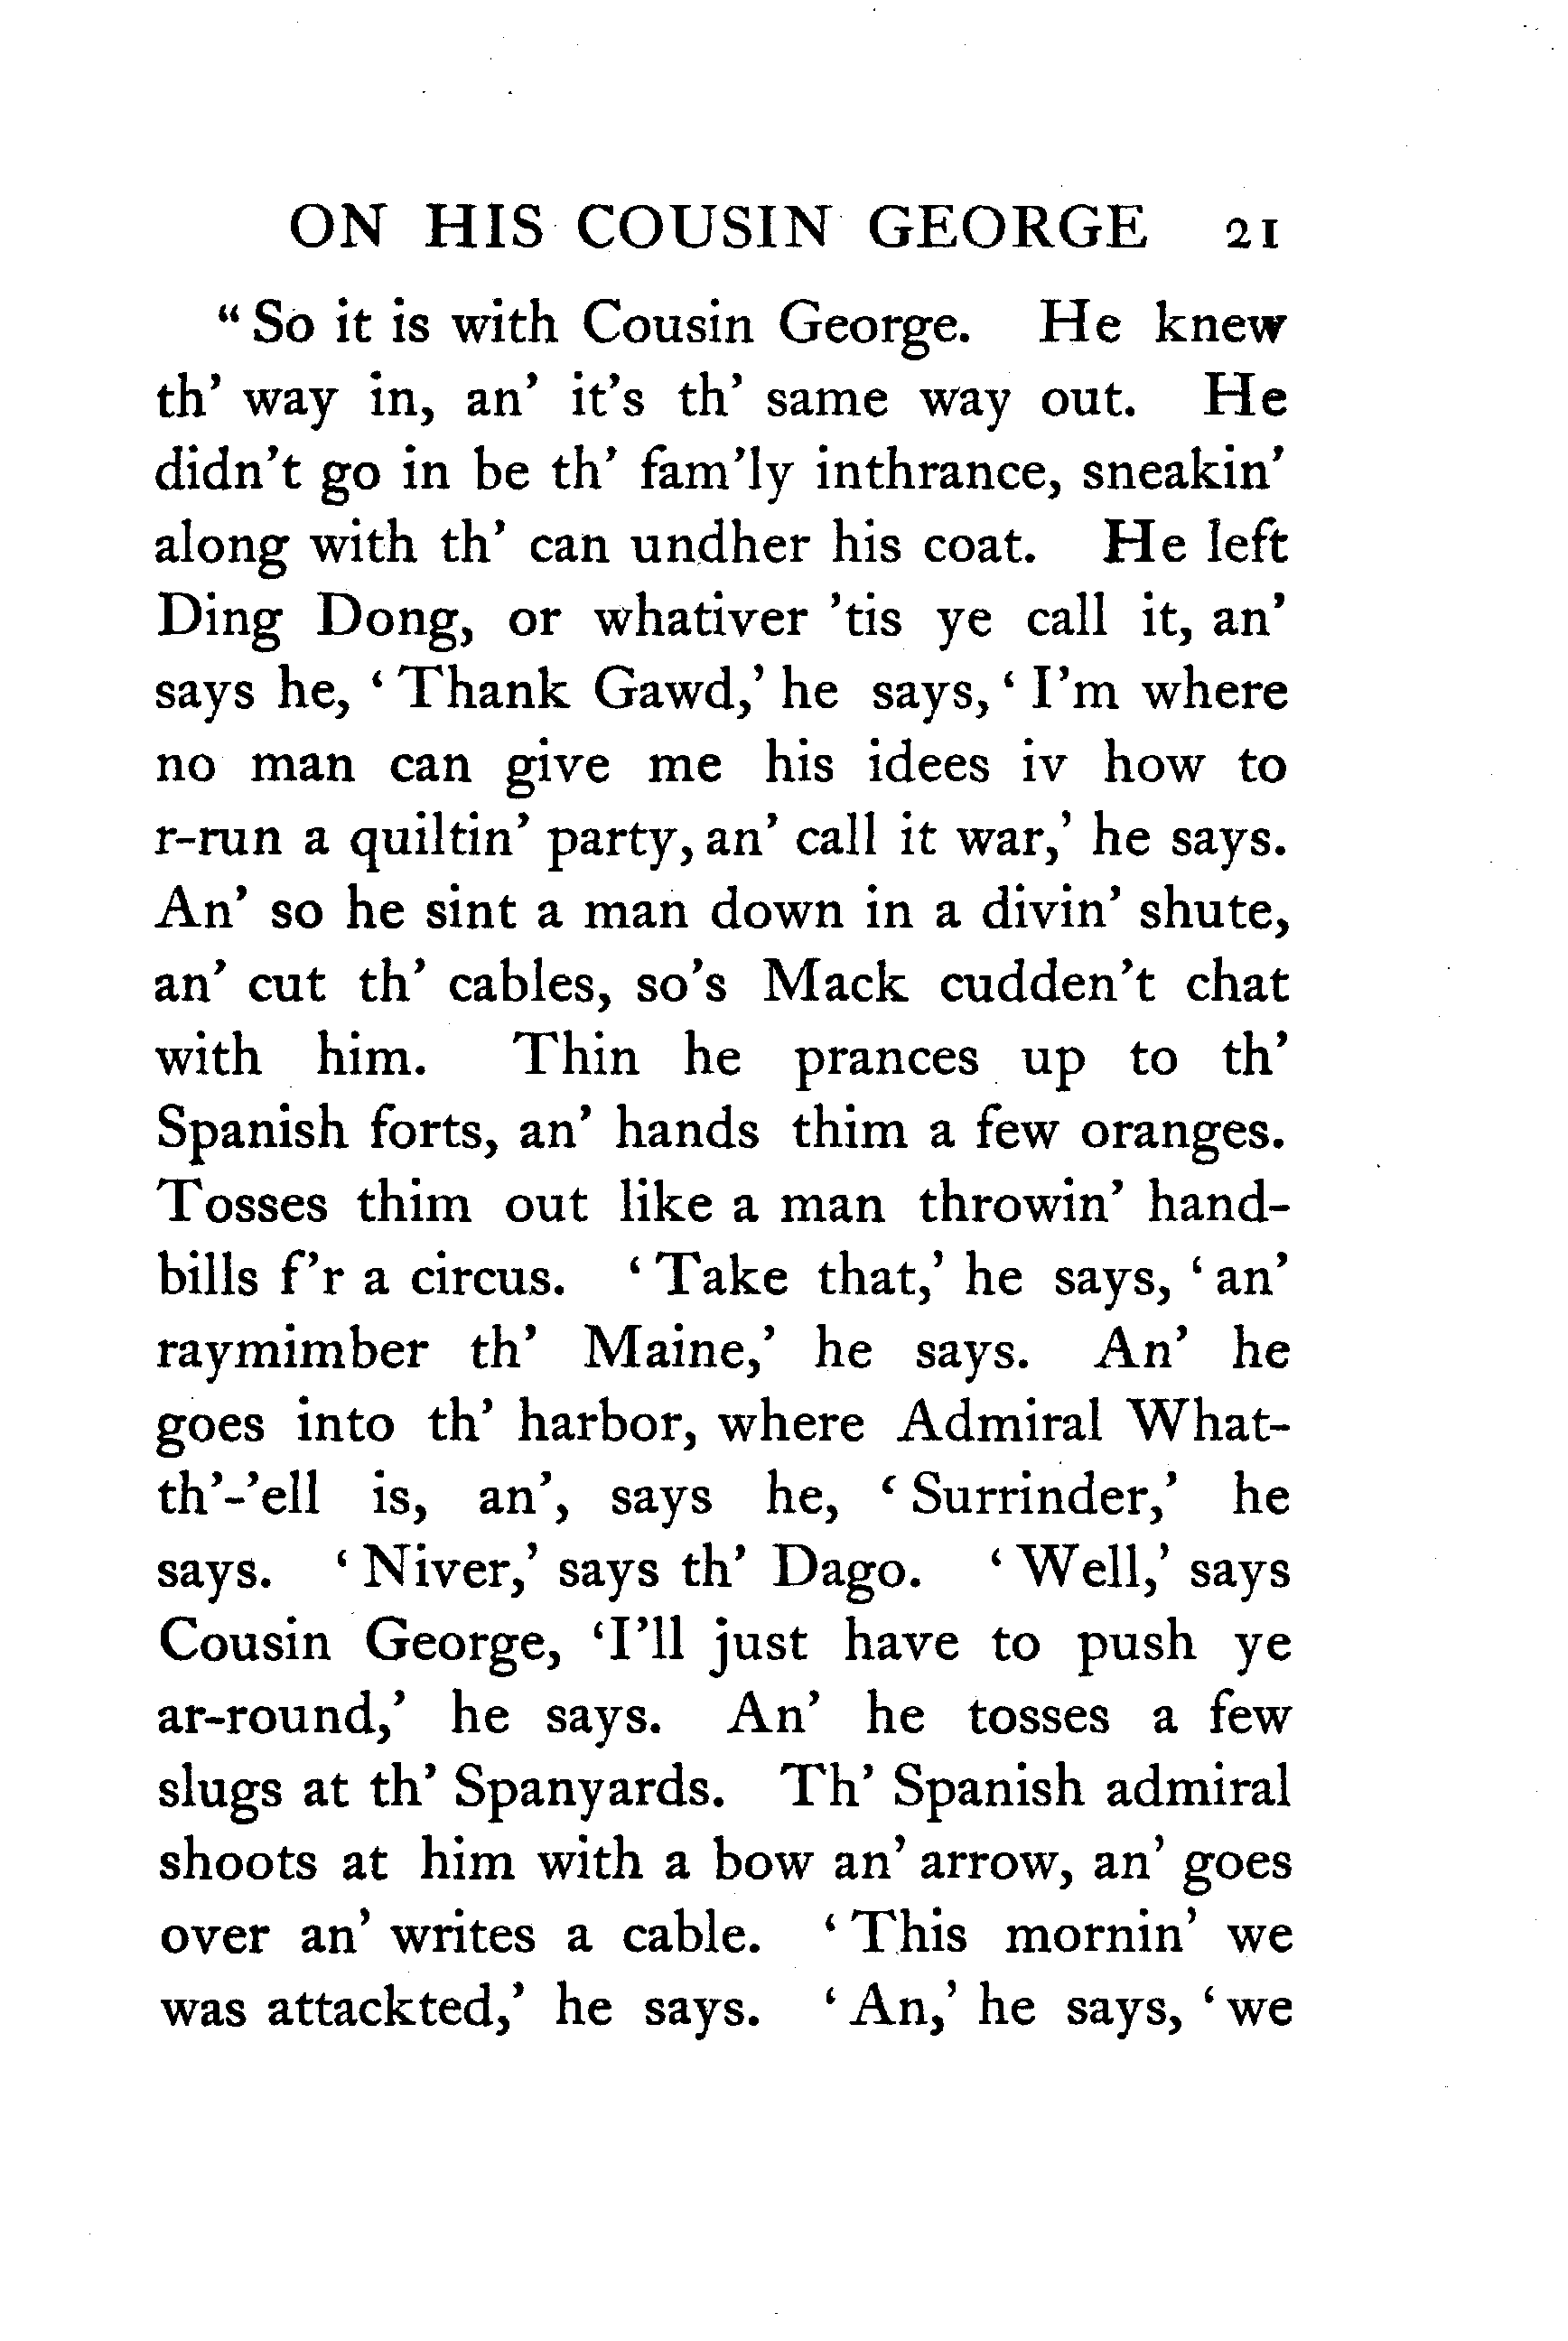 ON HIS COUSIN GEORGE 21
“ So it is with Cousin George. He knew
th’ way in, an’ it’s th’ same way out. He
didn’t go in be th’ fam’ly inthrance, sneakin’
along with th’ can undher his coat. He left
Ding Dong, or whativer ’tis ye call it, an’
says he, ‘ Thank Gawd,’ he says, ‘ I’m where
no man can give me his idees iv how to
r-run a quiltin’ party, an’ call it war,’ he says.
An’ so he sint a man down in a divin’ shute,
an’ cut th’ cables, so’s Mack cudden’t chat
with him. Thin he prances up to th’
Spanish forts, an’ hands thim a few oranges.
Tosses thim out like a man throwin’ hand-
bills f’r a circus. ‘ Take that,’ he says, ‘ an’
raymimber th’ Maine,’ he says. An’ he
goes into th’ harbor, where Admiral What-
th’-’ell is, an’, says he, ‘ Surrinder,’ he
says. ‘ Niver,’ says th’ Dago. ‘ Well,’ says
Cousin George, ‘I’ll just have to push ye
ar-round,’ he says. An’ he tosses a few
slugs at th’ Spanyards. Th’ Spanish admiral
shoots at him with a bow an’ arrow, an’ goes
over an’ writes a cable. ‘ This mornin’ we
was attackted,’ he says. ‘ An,’ he says, ‘ we